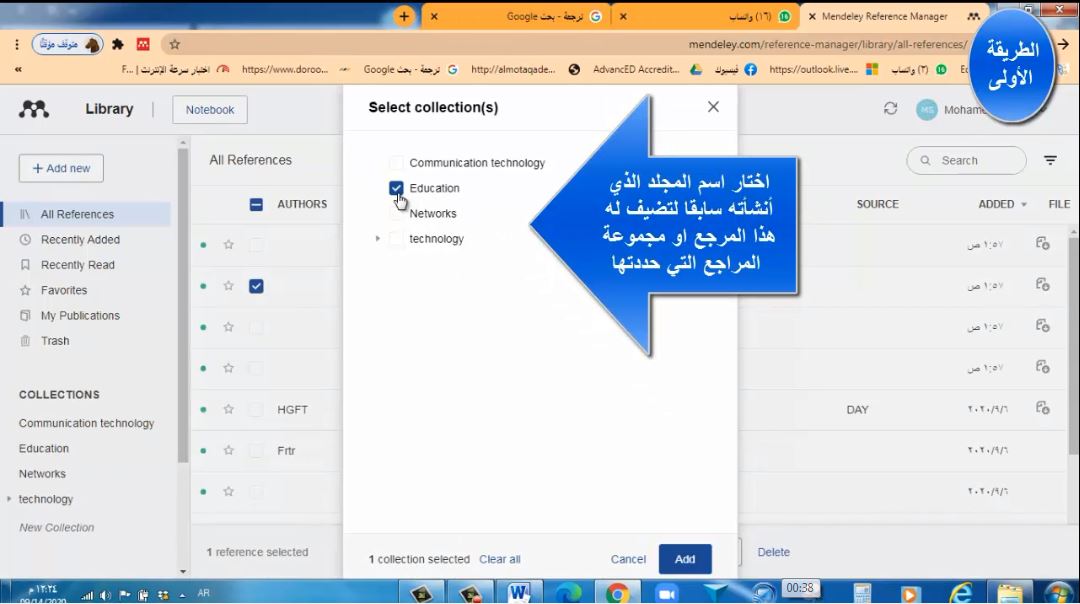 ترجمة - بحث Google
(١٦) واتساب
Mendeley Reference Manager
متوقف مؤقتًا
mendeley.com/reference-manager/library/all-references/
اختبار سرعة الإنترنت | F...
https://www.doroo...
ترجمة - بحث Google
http://almotaqade...
AdvancED Accredit...
فيسبوك
https://outlook.live...
(٢) واتساب
الطريقة
الأولى
Library
Notebook
Select collection(s)
MS
+ Add new
All References
Search
Communication technology
Education
Networks
technology
اختار اسم المجلد الذي
أنشأته سابقا لتضيف له
هذا المرجع او مجموعة
المراجع التي حددتها
AUTHORS
SOURCE
ADDED
FILE
All References
Recently Added
Recently Read
Favorites
My Publications
Trash
١:٥٧ ص
١:٥٧ ص
١:٥٧ ص
١:٥٧ ص
HGFT
DAY
٢٠٢٠/٩/٦
Frtr
٢٠٢٠/٩/٦
٢٠٢٠/٩/٦
COLLECTIONS
Communication technology
Education
Networks
technology
New Collection
1 reference selected
1 collection selected
Clear all
Cancel
Add
Delete
١٢:٢٤ م
09/14/2020
AR
00:38